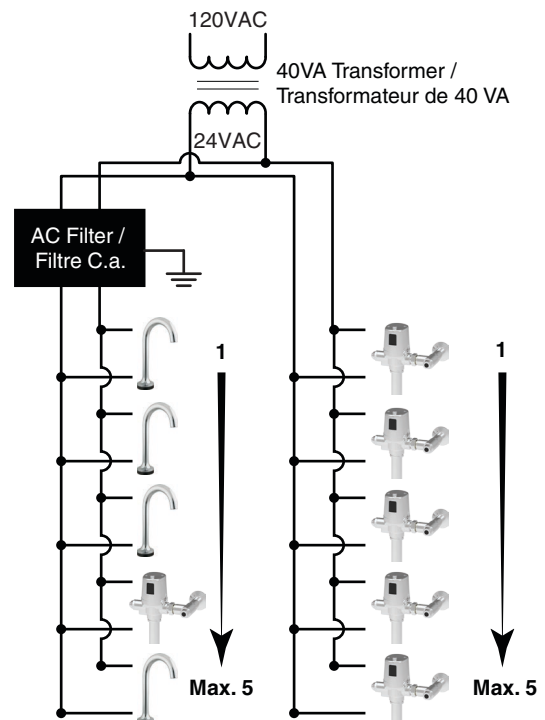 120VAC
40VA Transformer /
Transformateur de 40 VA
24VAC
AC Filter /
Filtre C.a.
1
1
Max. 5
Max. 5